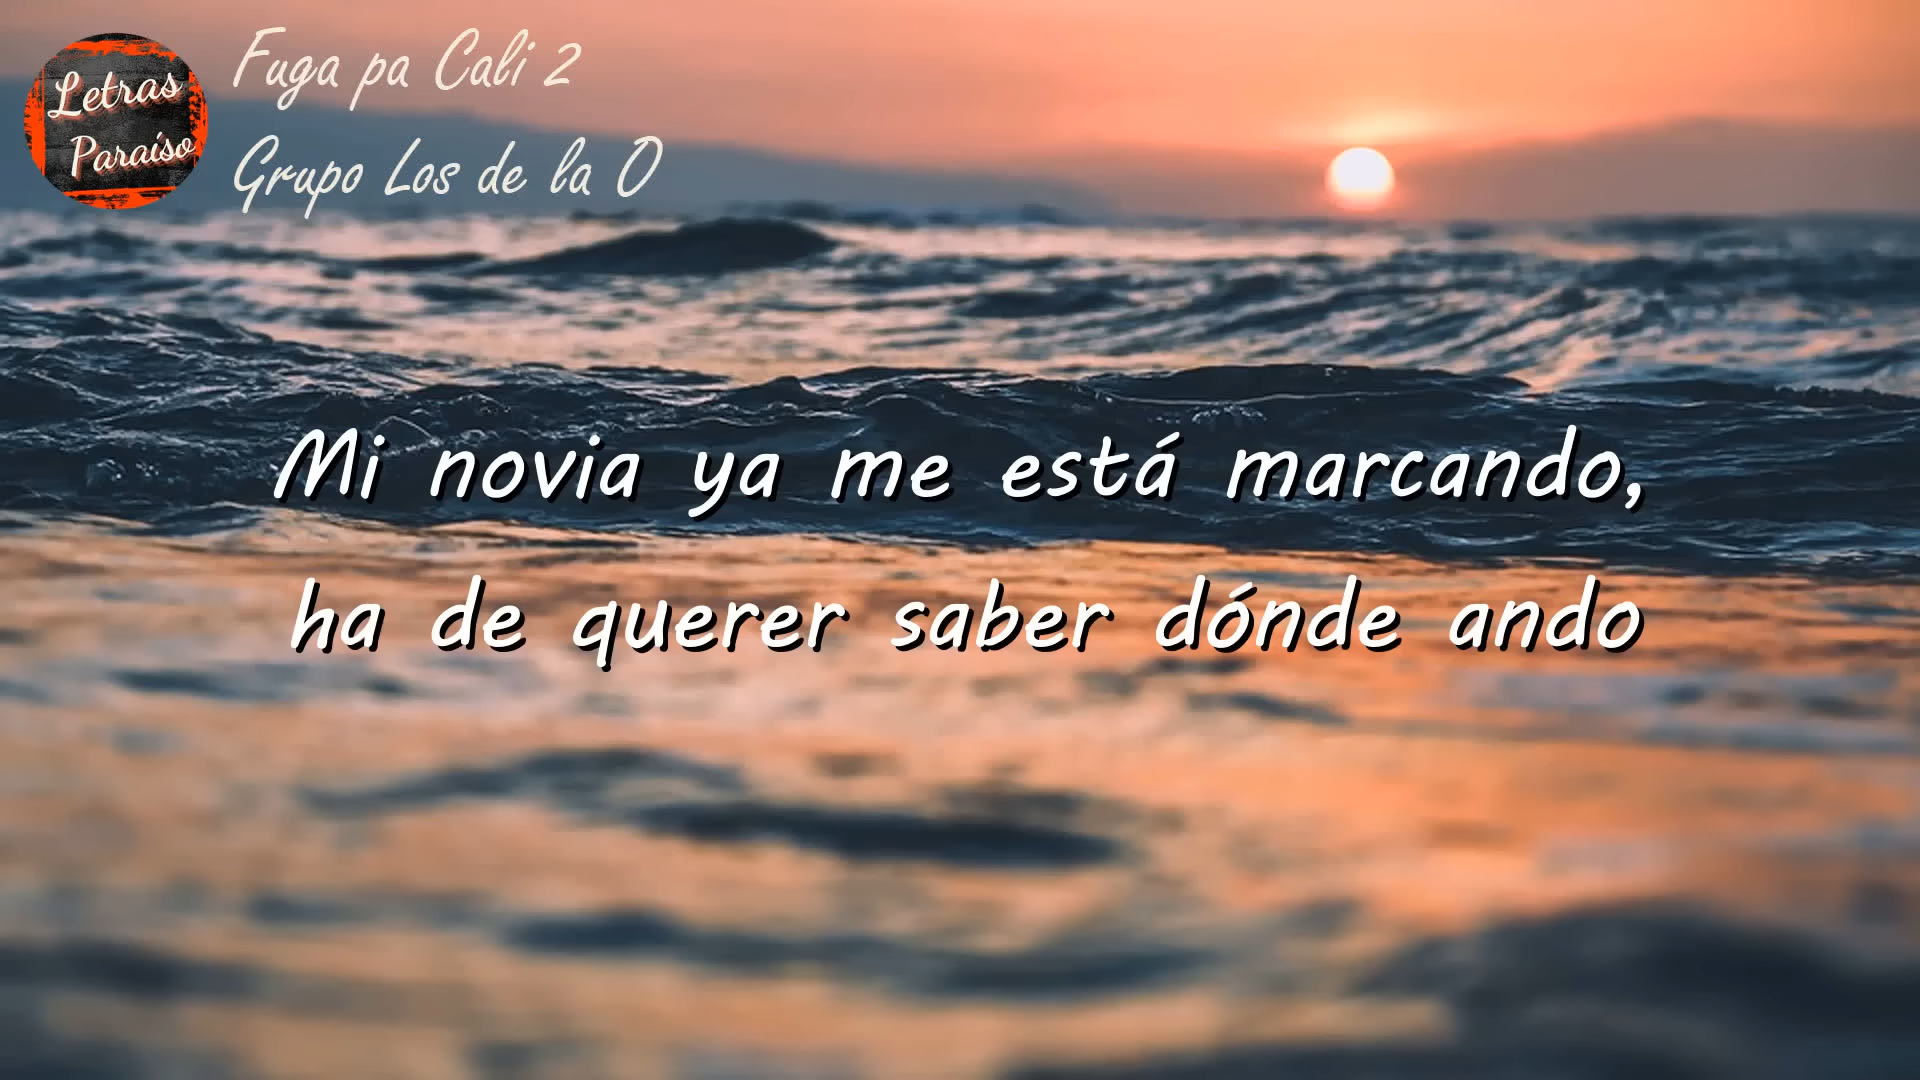 Letras
Paraíso
Fuga pa Cali 2
Grupo Los de la O
Mi novia ya me está marcando,
ha de querer saber dónde ando